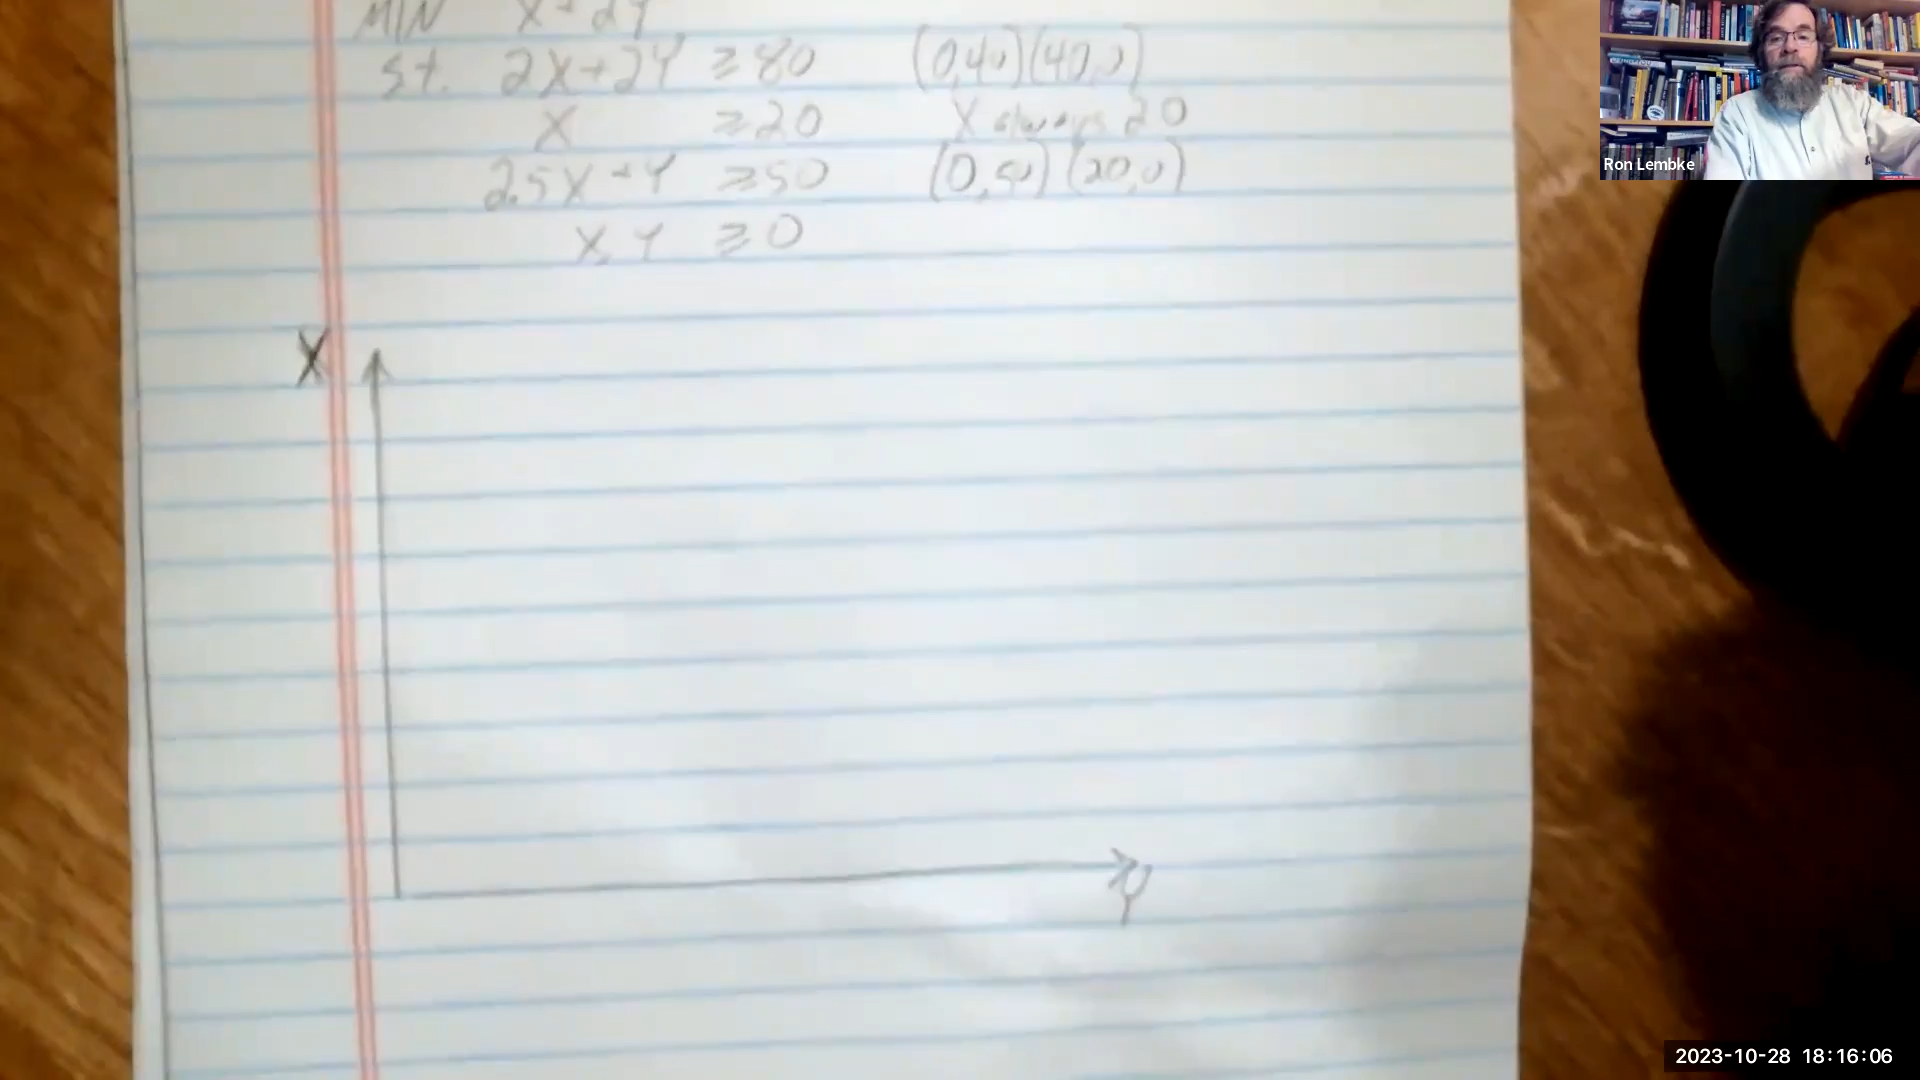 MIN X + 2Y
st. 2X + 2Y ≥ 80 (0,40) (40,0)
X ≥ 20 X always 20
2.5X + Y ≥ 50 (0,50) (20,0)
X, Y ≥ 0
X
Y
Ron Lembke
2023-10-28 18:16:06